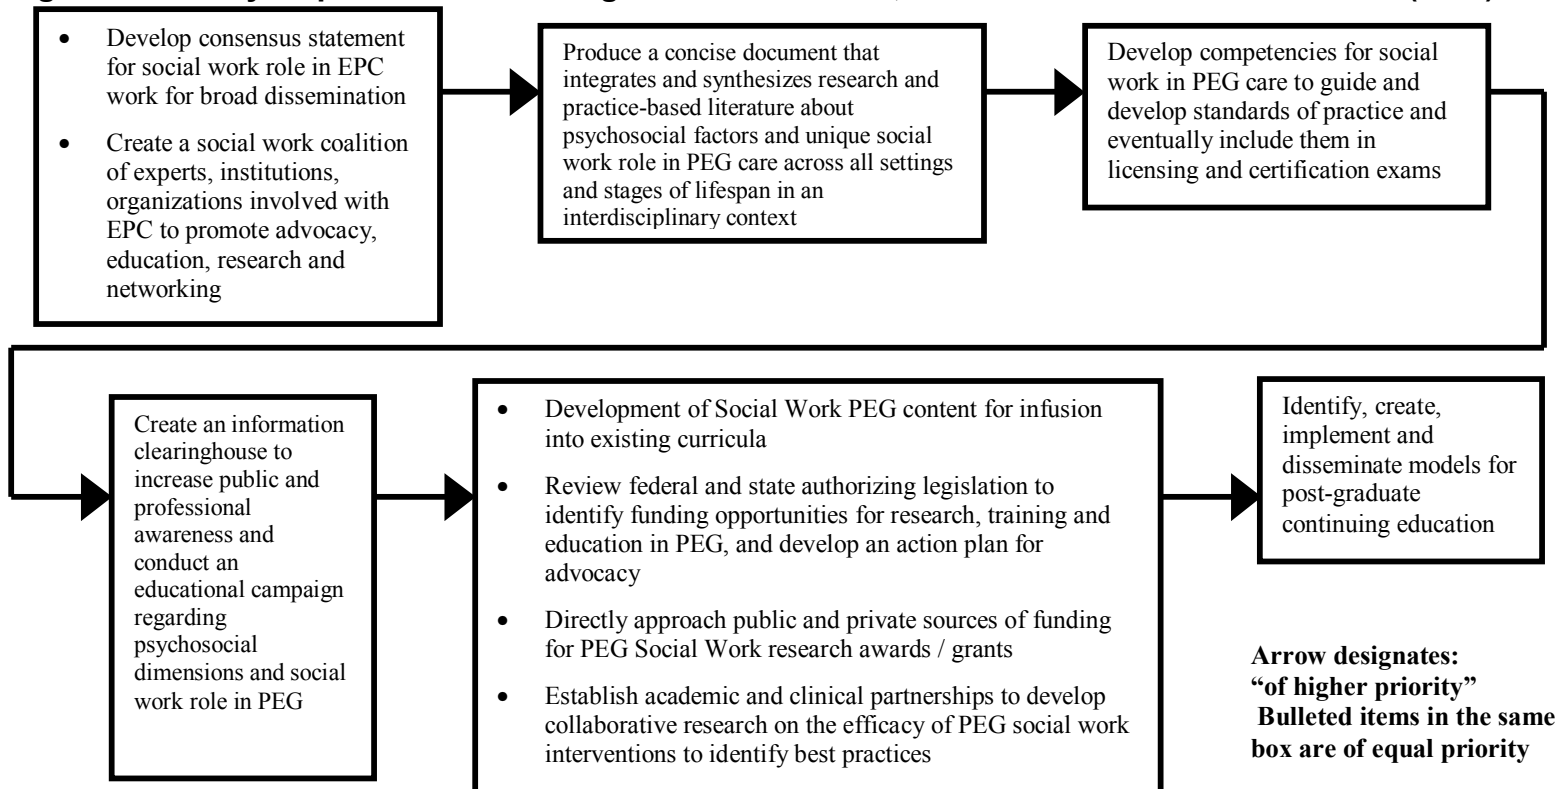 • Develop consensus statement
for social work role in EPC
work for broad dissemination
• Create a social work coalition
of experts, institutions,
organizations involved with
EPC to promote advocacy,
education, research and
networking
Produce a concise document that
integrates and synthesizes research and
practice-based literature about
psychosocial factors and unique social
work role in PEG care across all settings
and stages of lifespan in an
interdisciplinary context
Develop competencies for social
work in PEG care to guide and
develop standards of practice and
eventually include them in
licensing and certification exams
Create an information
clearinghouse to
increase public and
professional
awareness and
conduct an
educational campaign
regarding
psychosocial
dimensions and social
work role in PEG
• Development of Social Work PEG content for infusion
into existing curricula
• Review federal and state authorizing legislation to
identify funding opportunities for research, training and
education in PEG, and develop an action plan for
advocacy
• Directly approach public and private sources of funding
for PEG Social Work research awards / grants
• Establish academic and clinical partnerships to develop
collaborative research on the efficacy of PEG social work
interventions to identify best practices
Identify, create,
implement and
disseminate models for
post-graduate
continuing education
Arrow designates:
“of higher priority”
Bulleted items in the same
box are of equal priority